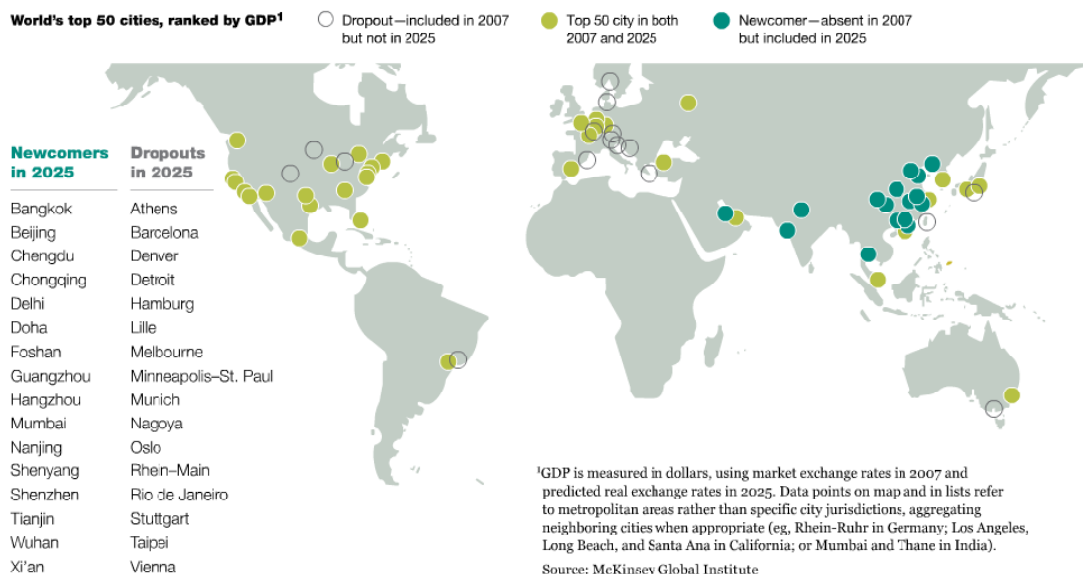 World's top 50 cities, ranked by GDP¹
Dropout—included in 2007
but not in 2025
Top 50 city in both
2007 and 2025
Newcomer—absent in 2007
but included in 2025
Newcomers
in 2025
Bangkok
Beijing
Chengdu
Chongqing
Delhi
Doha
Foshan
Guangzhou
Hangzhou
Mumbai
Nanjing
Shenyang
Shenzhen
Tianjin
Wuhan
Xi'an
Dropouts
in 2025
Athens
Barcelona
Denver
Detroit
Hamburg
Lille
Melbourne
Minneapolis–St. Paul
Munich
Nagoya
Oslo
Rhein–Main
Rio de Janeiro
Stuttgart
Taipei
Vienna
¹GDP is measured in dollars, using market exchange rates in 2007 and
predicted real exchange rates in 2025. Data points on map and in lists refer
to metropolitan areas rather than specific city jurisdictions, aggregating
neighboring cities when appropriate (eg, Rhein-Ruhr in Germany; Los Angeles,
Long Beach, and Santa Ana in California; or Mumbai and Thane in India).
Source: McKinsey Global Institute